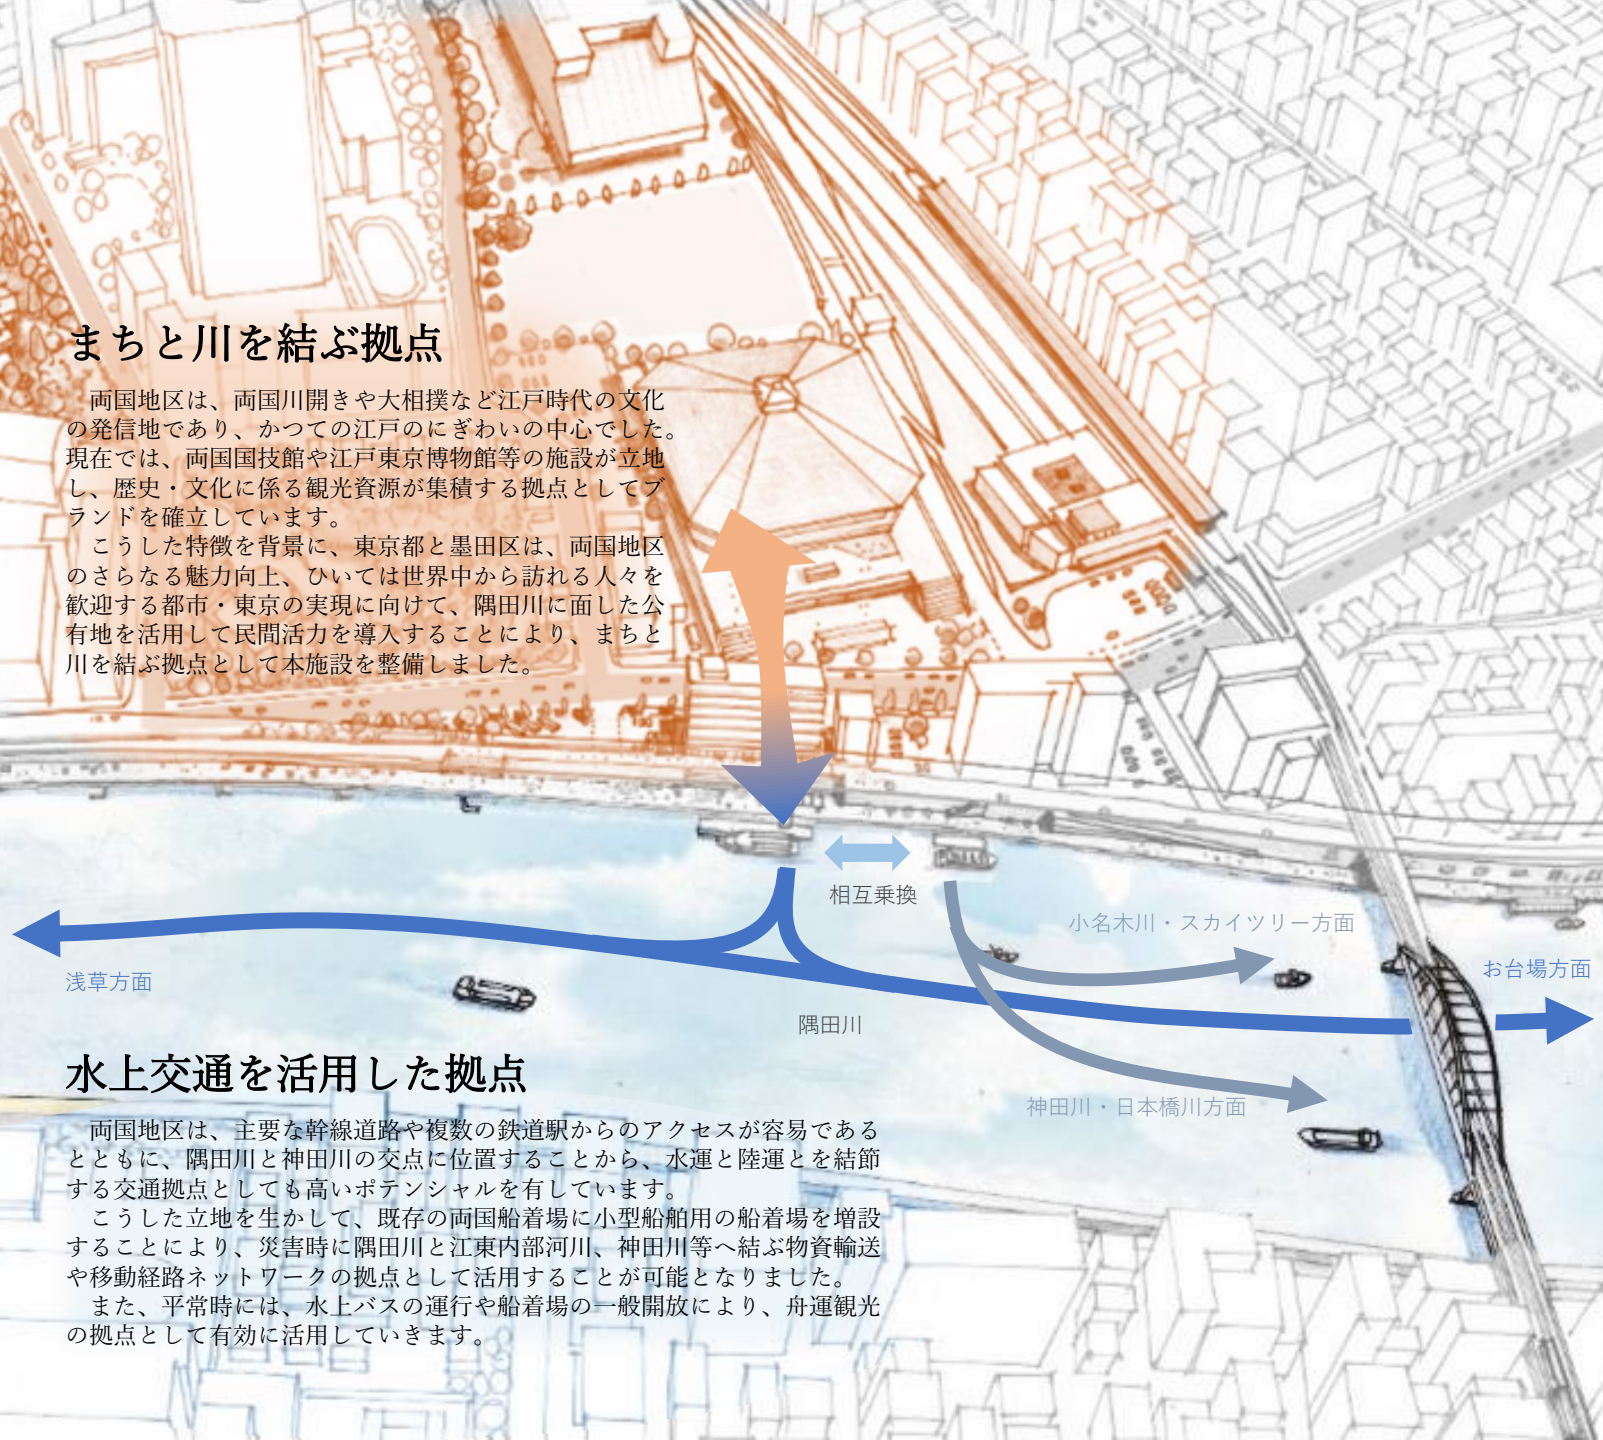 まちと川を結ぶ拠点
両国地区は、両国川開きや大相撲など江戸時代の文化
の発信地であり、かつての江戸のにぎわいの中心でした。
現在では、両国国技館や江戸東京博物館等の施設が立地
し、歴史・文化に係る観光資源が集積する拠点としてブ
ランドを確立しています。
こうした特徴を背景に、東京都と墨田区は、両国地区
のさらなる魅力向上、ひいては世界中から訪れる人々を
歓迎する都市・東京の実現に向けて、隅田川に面した公
有地を活用して民間活力を導入することにより、まちと
川を結ぶ拠点として本施設を整備しました。
相互乗換
小名木川・スカイツリー方面
お台場方面
浅草方面
隅田川
神田川・日本橋川方面
水上交通を活用した拠点
両国地区は、主要な幹線道路や複数の鉄道駅からのアクセスが容易である
とともに、隅田川と神田川の交点に位置することから、水運と陸運とを結節
する交通拠点としても高いポテンシャルを有しています。
こうした立地を生かして、既存の両国船着場に小型船舶用の船着場を増設
することにより、災害時に隅田川と江東内部河川、神田川等へ結ぶ物資輸送
や移動経路ネットワークの拠点として活用することが可能となりました。
また、平常時には、水上バスの運行や船着場の一般開放により、舟運観光
の拠点として有効に活用していきます。